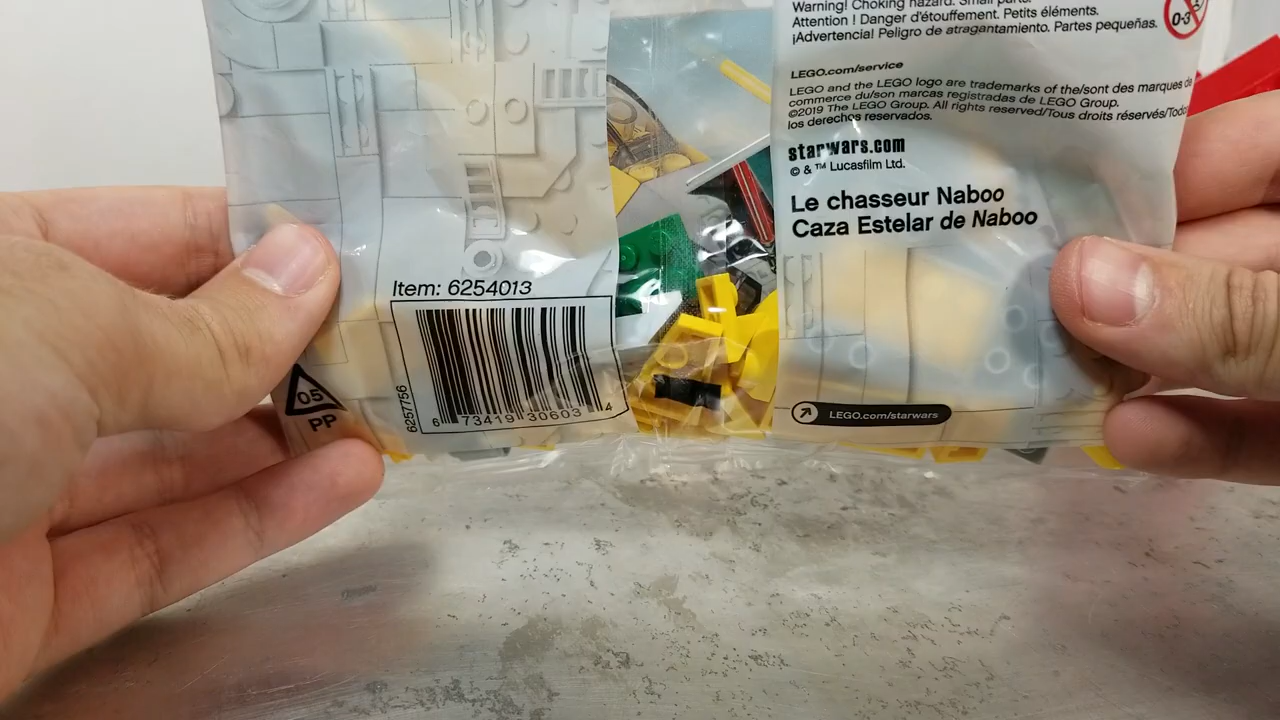 Warning! Choking hazard. Small parts.
Attention ! Danger d'étouffement. Petits éléments.
¡Advertencia! Peligro de atragantamiento. Partes pequeñas.
0-3
LEGO.com/service
LEGO and the LEGO logo are trademarks of the/sont des marques de
commerce du/son marcas registradas de LEGO Group.
©2019 The LEGO Group. All rights reserved/Tous droits réservés/Todo
los derechos reservados.
starwars.com
© & ™ Lucasfilm Ltd.
Le chasseur Naboo
Caza Estelar de Naboo
LEGO.com/starwars
Item: 6254013
6 73419 30603 4
6257756
05
PP